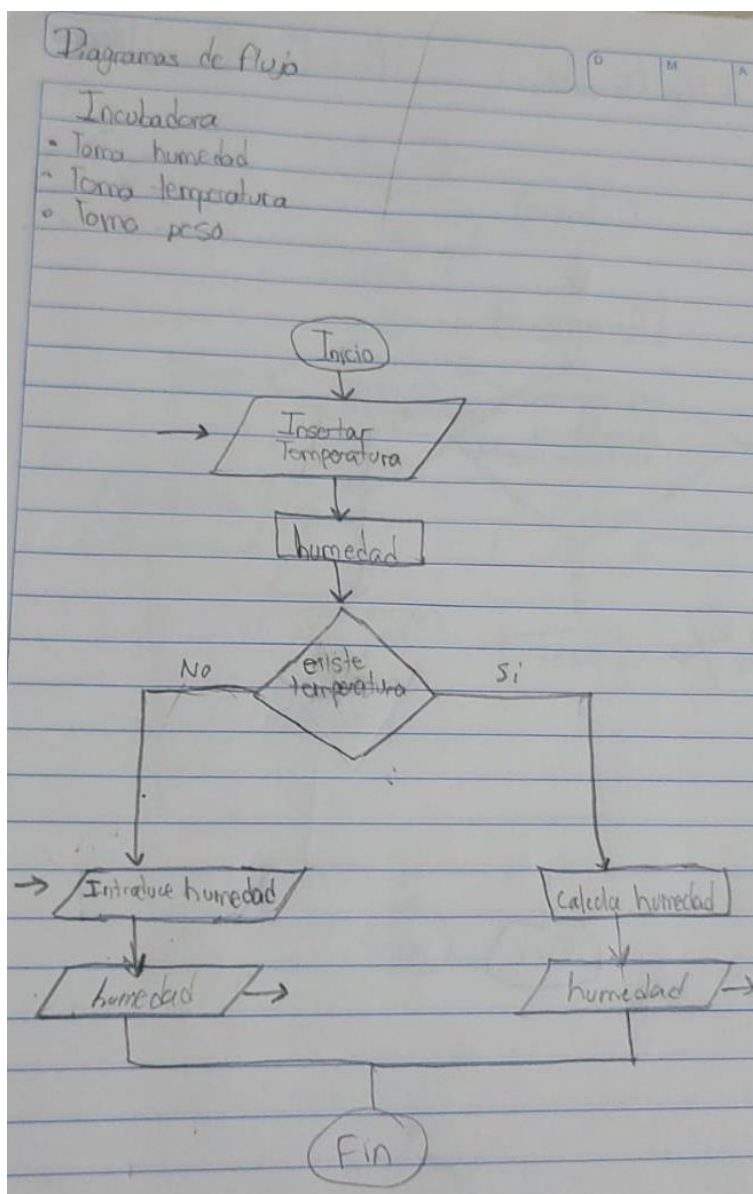 Diagramas de flujo
D M A
Incubadora
• Toma humedad
• Toma temperatura
• Toma peso
Inicio
Insertar
Temperatura
humedad
existe
temperatura
No
Si
Introduce humedad
Calcula humedad
humedad
humedad
Fin